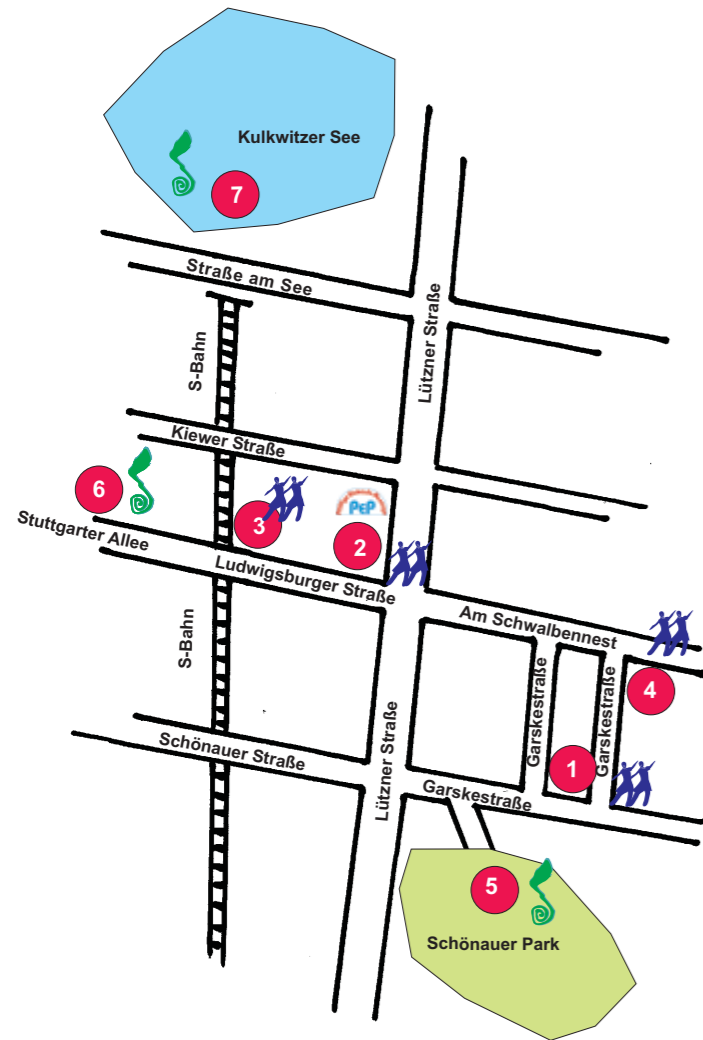 Kulkwitzer See
7
Straße am See
Lützner Straße
S-Bahn
Kiewer Straße
6
3
PEP
2
Stuttgarter Allee
Ludwigsburger Straße
Am Schwalbennest
S-Bahn
Garskestraße
Garskestraße
4
1
Schönauer Straße
Lützner Straße
Garskestraße
5
Schönauer Park